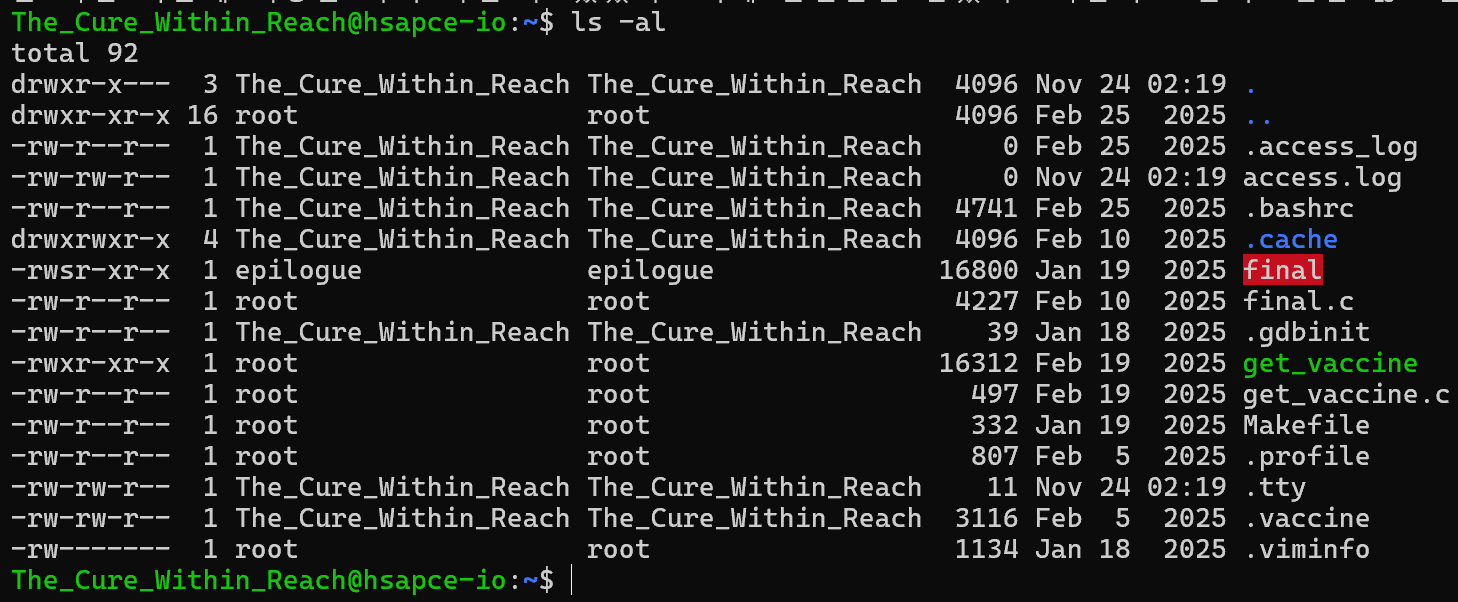 The_Cure_Within_Reach@hsapce-io:~$ ls -al
total 92
drwxr-x---  3 The_Cure_Within_Reach The_Cure_Within_Reach  4096 Nov 24 02:19 .
drwxr-xr-x 16 root                  root                   4096 Feb 25  2025 ..
-rw-r--r--  1 The_Cure_Within_Reach The_Cure_Within_Reach     0 Feb 25  2025 .access_log
-rw-rw-r--  1 The_Cure_Within_Reach The_Cure_Within_Reach     0 Nov 24 02:19 access.log
-rw-r--r--  1 The_Cure_Within_Reach The_Cure_Within_Reach  4741 Feb 25  2025 .bashrc
drwxrwxr-x  4 The_Cure_Within_Reach The_Cure_Within_Reach  4096 Feb 10  2025 .cache
-rwsr-xr-x  1 epilogue              epilogue              16800 Jan 19  2025 final
-rw-r--r--  1 root                  root                   4227 Feb 10  2025 final.c
-rw-r--r--  1 The_Cure_Within_Reach The_Cure_Within_Reach    39 Jan 18  2025 .gdbinit
-rwxr-xr-x  1 root                  root                  16312 Feb 19  2025 get_vaccine
-rw-r--r--  1 root                  root                    497 Feb 19  2025 get_vaccine.c
-rw-r--r--  1 root                  root                    332 Jan 19  2025 Makefile
-rw-r--r--  1 root                  root                    807 Feb  5  2025 .profile
-rw-rw-r--  1 The_Cure_Within_Reach The_Cure_Within_Reach    11 Nov 24 02:19 .tty
-rw-rw-r--  1 The_Cure_Within_Reach The_Cure_Within_Reach  3116 Feb  5  2025 .vaccine
-rw-------  1 root                  root                   1134 Jan 18  2025 .viminfo
The_Cure_Within_Reach@hsapce-io:~$